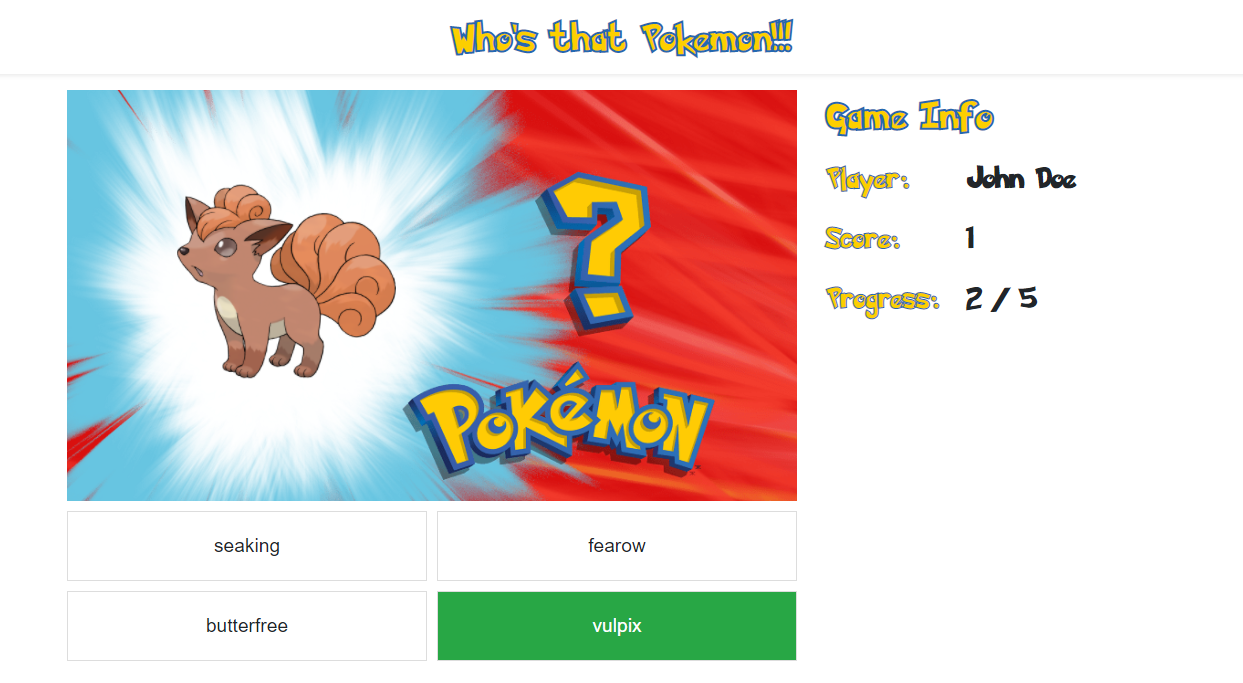 Who's that Pokemon!!!
?
POKéMON
seaking
fearow
butterfree
vulpix
Game Info
Player: John Doe
Score: 1
Progress: 2 / 5